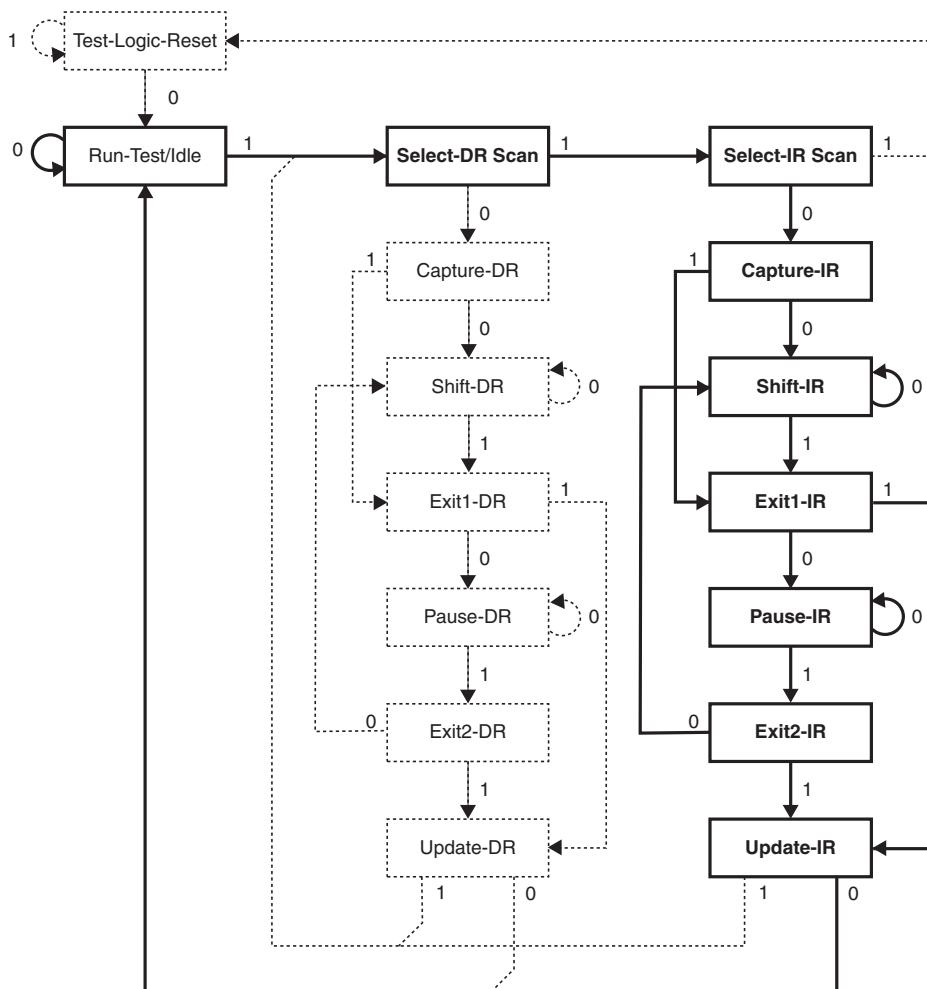 1 Test-Logic-Reset
0
0 Run-Test/Idle 1 Select-DR Scan 1 Select-IR Scan 1
0 0
1 Capture-DR 1 Capture-IR
0 0
Shift-DR 0 Shift-IR 0
1 1
Exit1-DR 1 Exit1-IR 1
0 0
Pause-DR 0 Pause-IR 0
1 1
0 Exit2-DR 0 Exit2-IR
1 1
Update-DR Update-IR
1 0 1 0